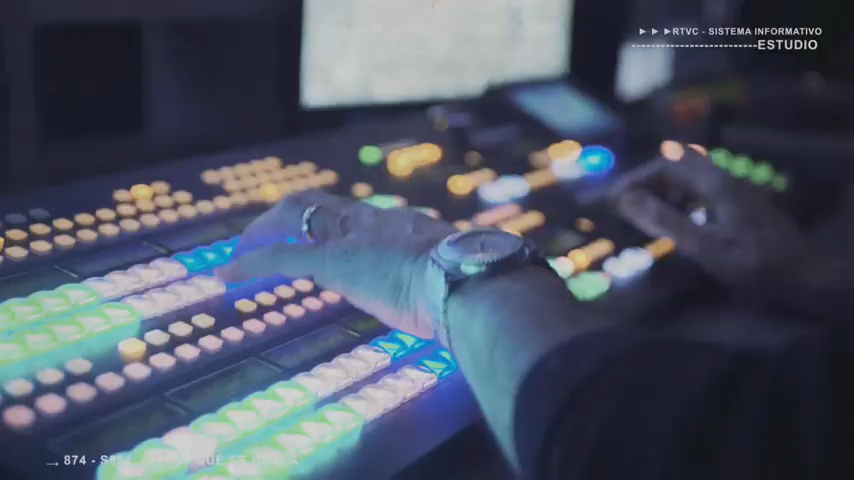 ▶ ▶ ▶RTVC - SISTEMA INFORMATIVO
-------------------------ESTUDIO
→ 874 -